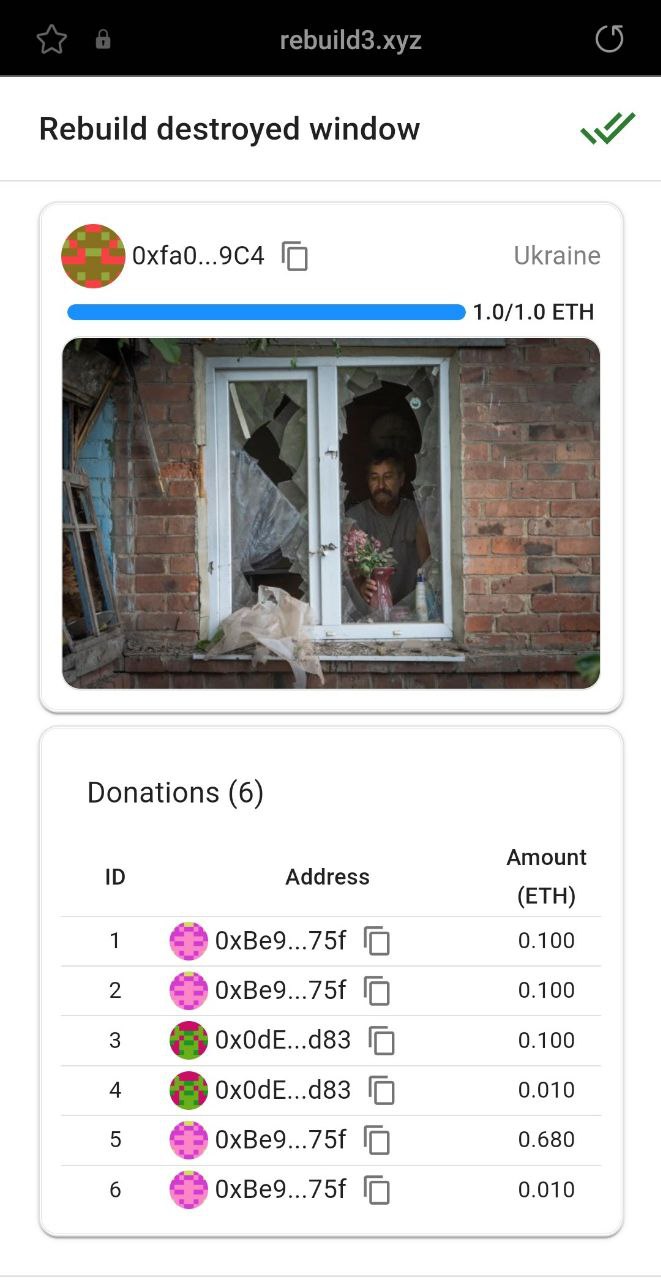 rebuild3.xyz
Rebuild destroyed window
0xfa0...9C4
Ukraine
1.0/1.0 ETH
Donations (6)
ID Address Amount (ETH)
1 0xBe9...75f 0.100
2 0xBe9...75f 0.100
3 0x0dE...d83 0.100
4 0x0dE...d83 0.010
5 0xBe9...75f 0.680
6 0xBe9...75f 0.010